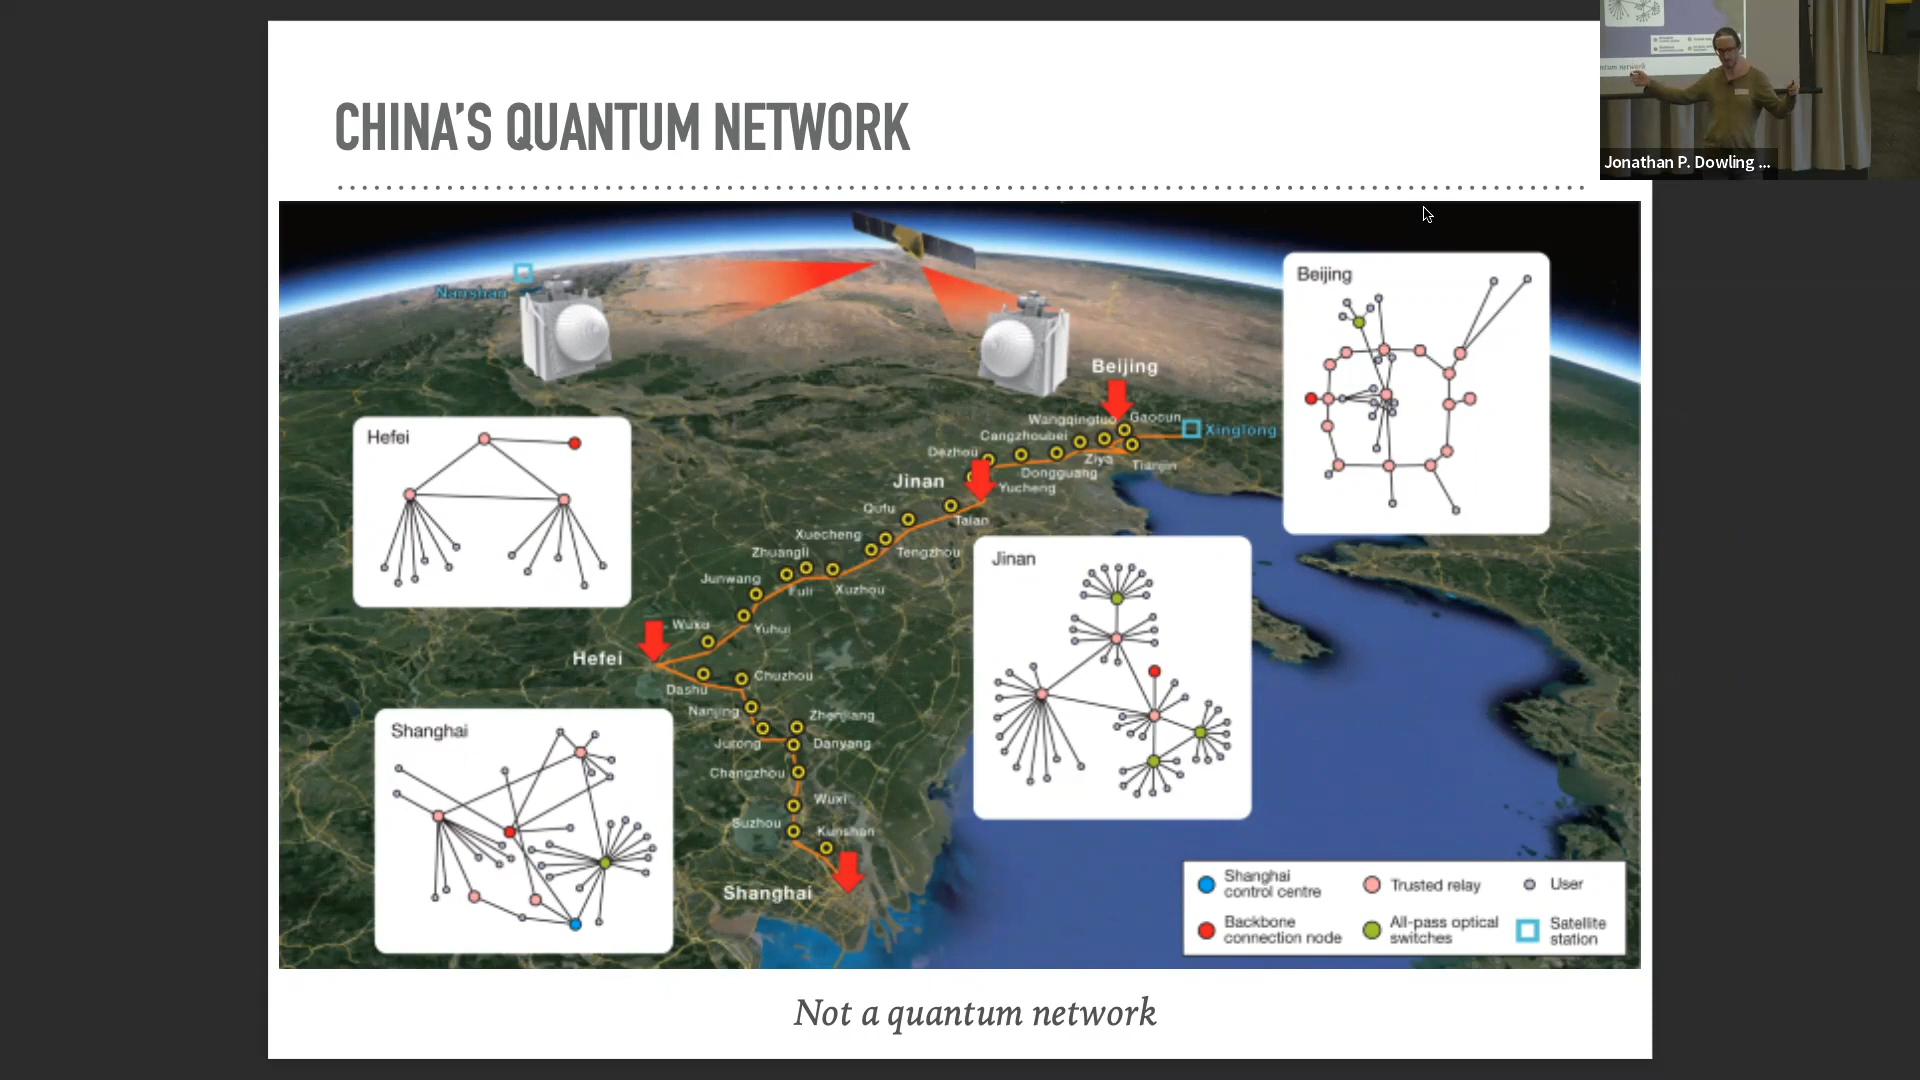 CHINA'S QUANTUM NETWORK
Jonathan P. Dowling ...
Nanshan
Beijing
Beijing
Wangqingtuo
Gaocun
Cangzhoubei
Xinglong
Dezhou
Ziya
Tianjin
Dongguang
Jinan
Yucheng
Hefei
Qufu
Taian
Xuecheng
Tengzhou
Zhuangli
Junwang
Fuli
Xuzhou
Jinan
Wuhe
Yuhui
Hefei
Dashu
Chuzhou
Nanjing
Zhenjiang
Shanghai
Jurong
Danyang
Changzhou
Wuxi
Suzhou
Kunshan
Shanghai
Shanghai
control centre
Trusted relay
User
Backbone
connection node
All-pass optical
switches
Satellite
station
Not a quantum network